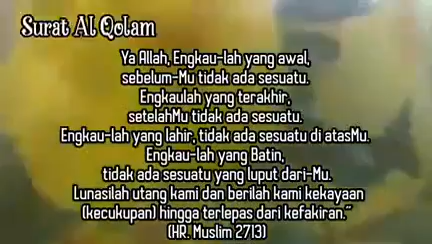 Surat Al Qolam
Ya Allah, Engkau-lah yang awal,
sebelum-Mu tidak ada sesuatu.
Engkaulah yang terakhir,
setelahMu tidak ada sesuatu.
Engkau-lah yang lahir, tidak ada sesuatu di atasMu.
Engkau-lah yang Batin,
tidak ada sesuatu yang luput dari-Mu.
Lunasilah utang kami dan berilah kami kekayaan
(kecukupan) hingga terlepas dari kefakiran.”
(HR. Muslim 2713)